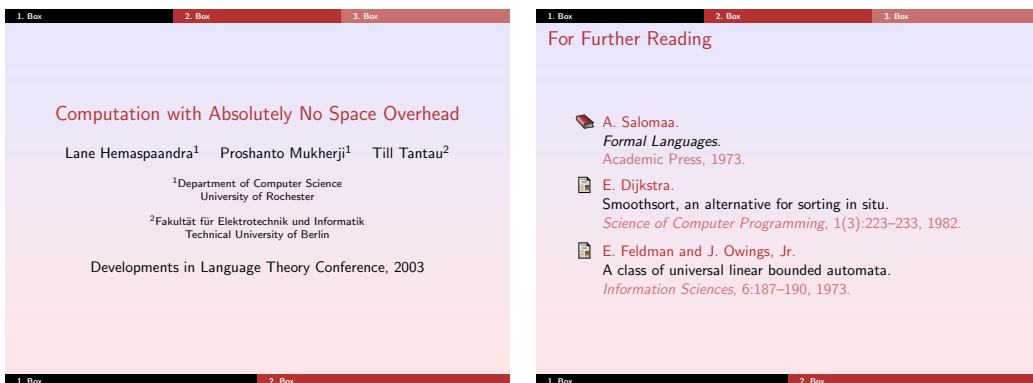 1. Box 2. Box 3. Box
Computation with Absolutely No Space Overhead
Lane Hemaspaandra1 Proshanto Mukherji1 Till Tantau2
1Department of Computer Science
University of Rochester
2Fakultät für Elektrotechnik und Informatik
Technical University of Berlin
Developments in Language Theory Conference, 2003
1. Box 2. Box
1. Box 2. Box 3. Box
For Further Reading
A. Salomaa.
Formal Languages.
Academic Press, 1973.
E. Dijkstra.
Smoothsort, an alternative for sorting in situ.
Science of Computer Programming, 1(3):223–233, 1982.
E. Feldman and J. Owings, Jr.
A class of universal linear bounded automata.
Information Sciences, 6:187–190, 1973.
1. Box 2. Box